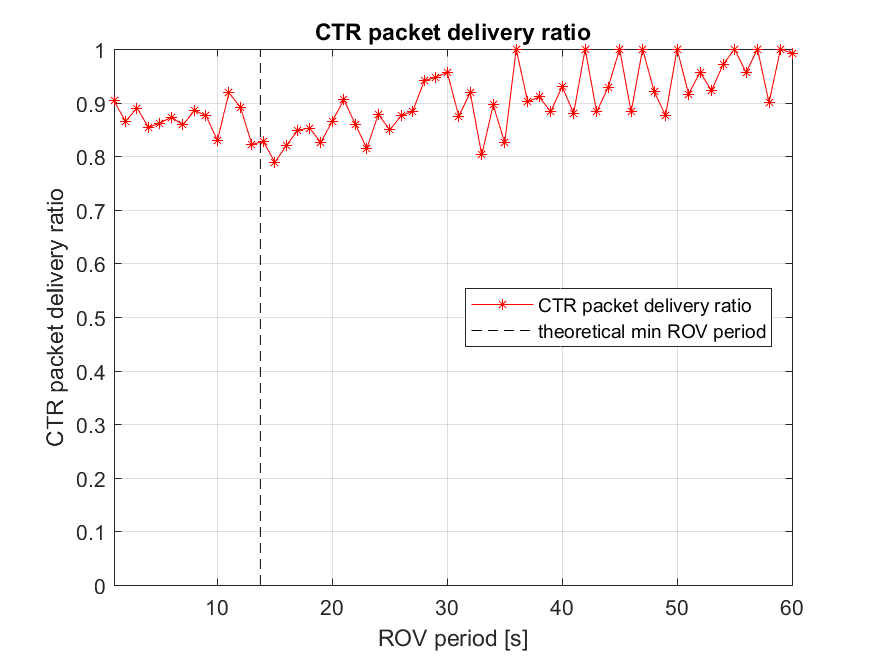 CTR packet delivery ratio
1
0.9
0.8
0.7
0.6
0.5
0.4
0.3
0.2
0.1
0
CTR packet delivery ratio
CTR packet delivery ratio
theoretical min ROV period
10 20 30 40 50 60
ROV period [s]